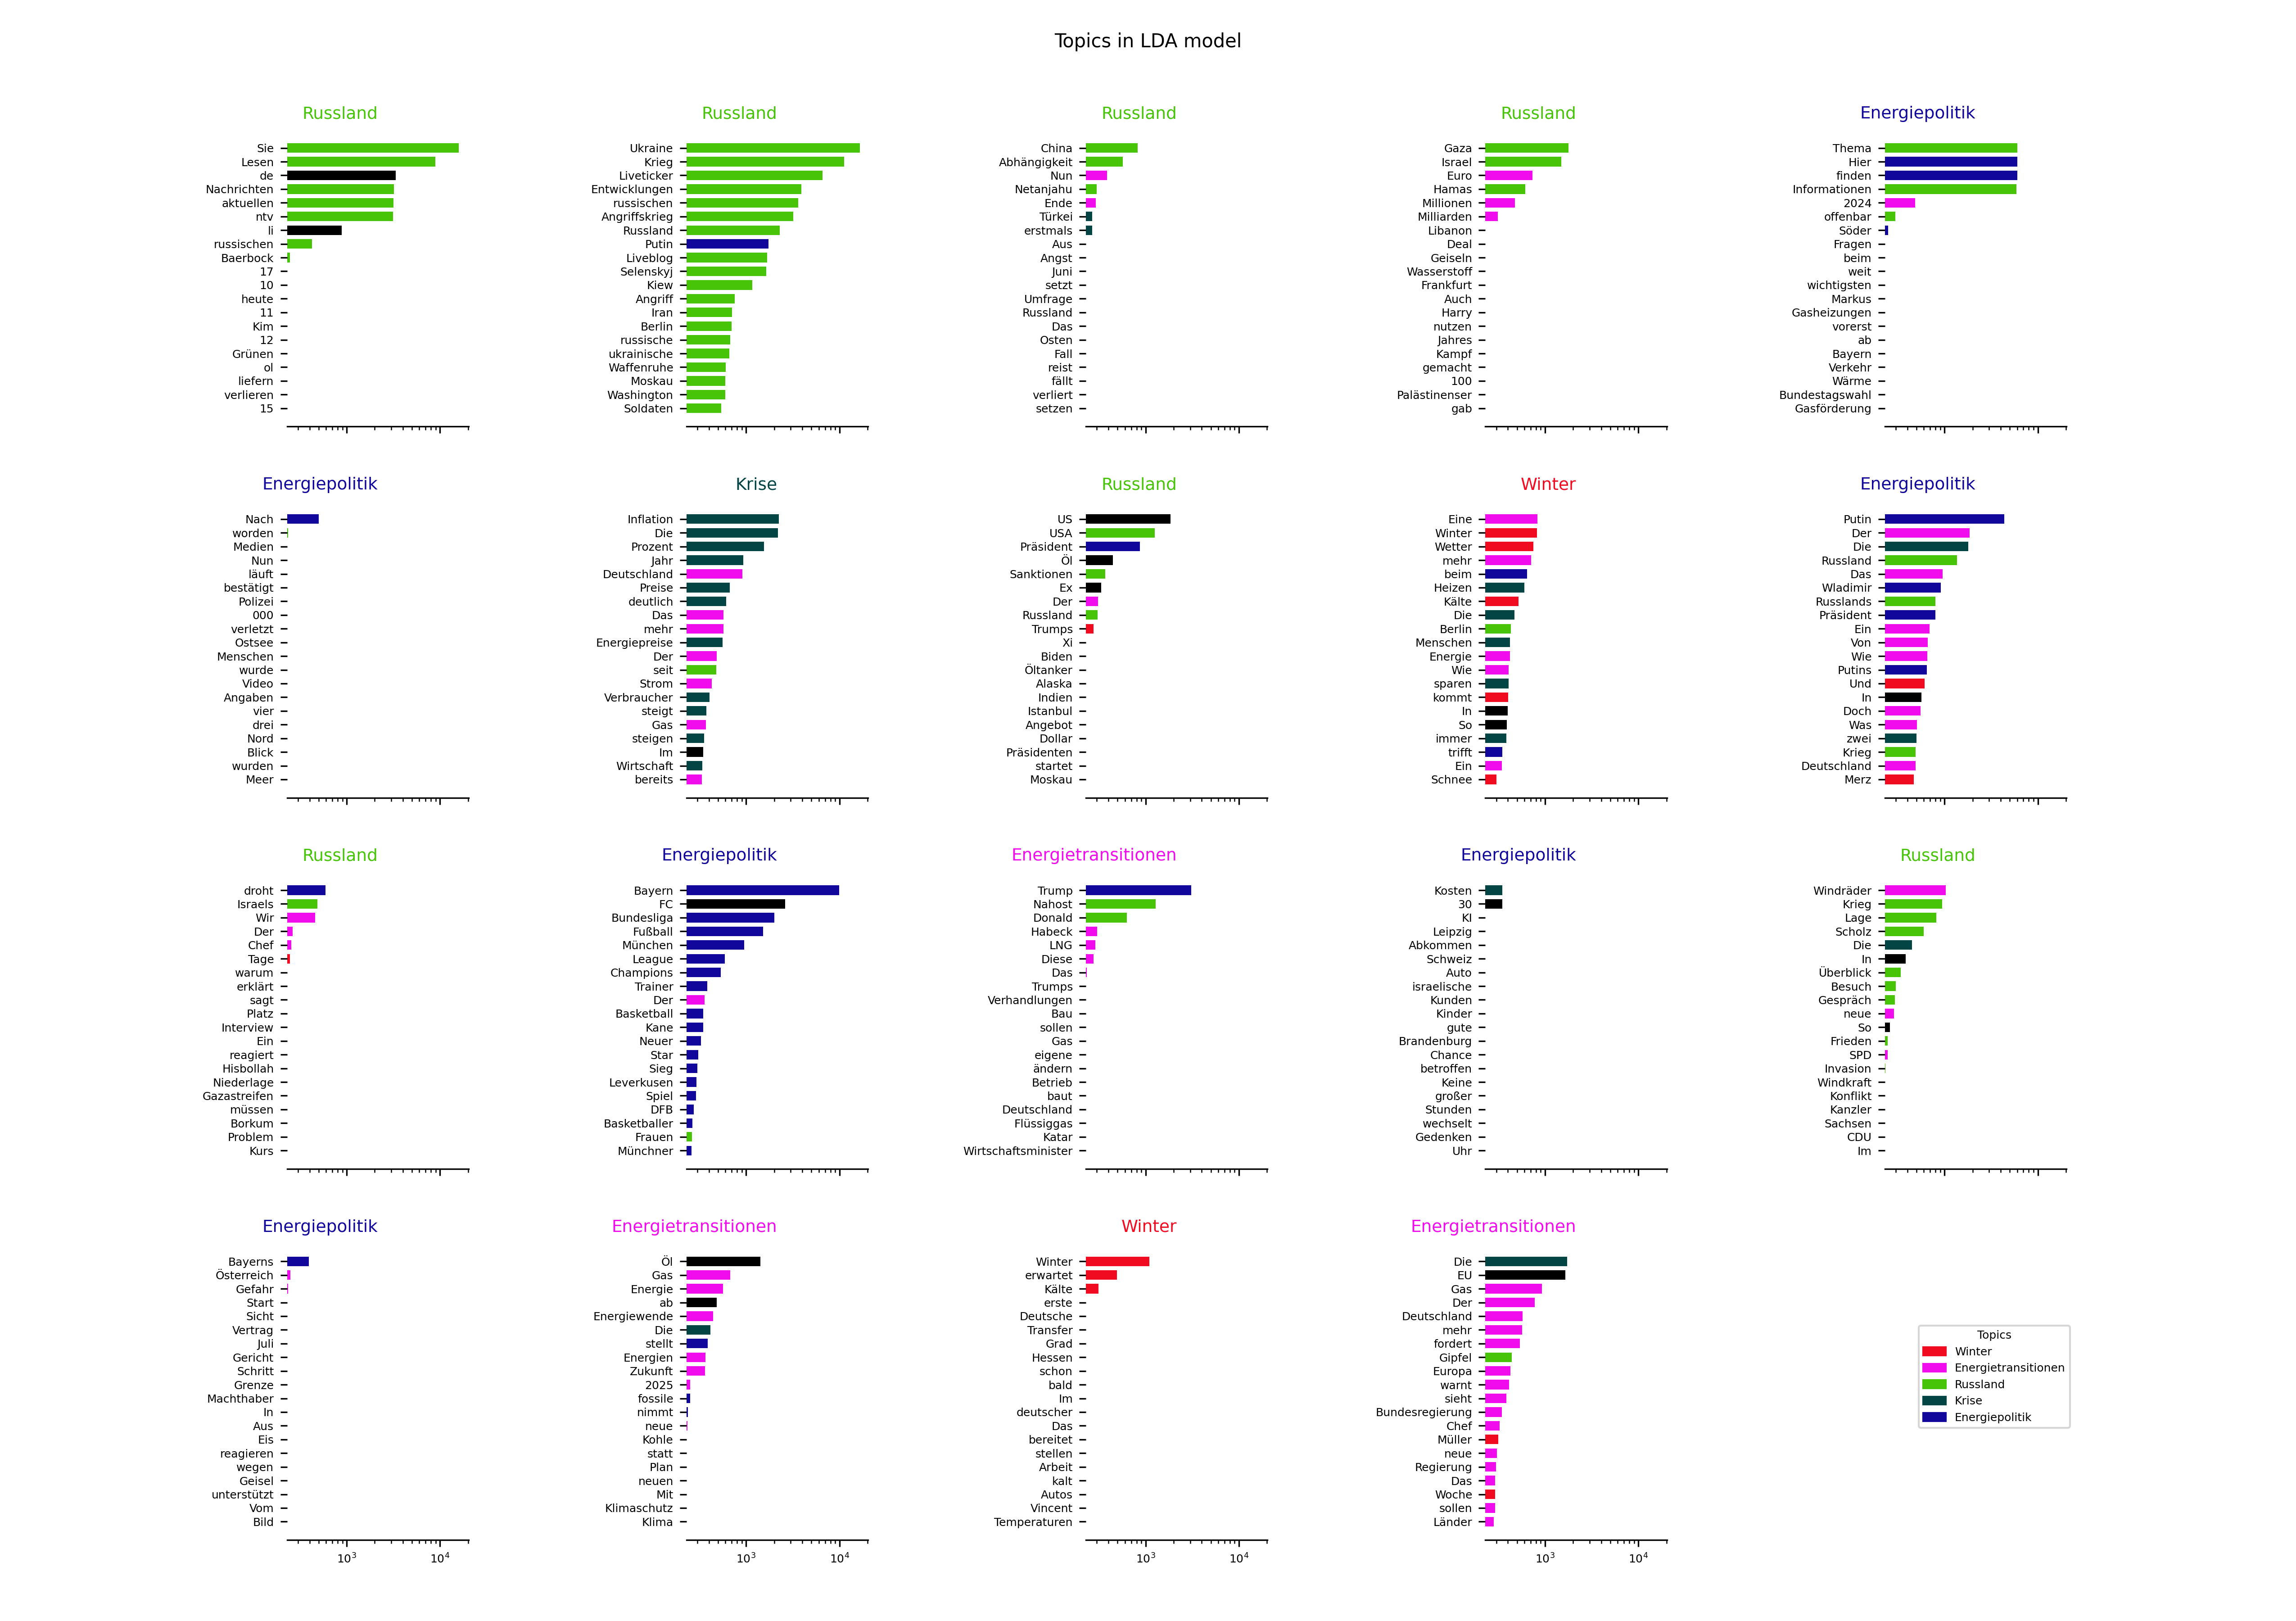 Topics in LDA model
Russland
Sie
Lesen
de
Nachrichten
aktuellen
ntv
li
russischen
Baerbock
17
10
heute
11
Kim
12
Grünen
ol
liefern
verlieren
15
Russland
Ukraine
Krieg
Liveticker
Entwicklungen
russischen
Angriffskrieg
Russland
Putin
Liveblog
Selenskyj
Kiew
Angriff
Iran
Berlin
russische
ukrainische
Waffenruhe
Moskau
Washington
Soldaten
Russland
China
Abhängigkeit
Nun
Netanjahu
Ende
Türkei
erstmals
Aus
Angst
Juni
setzt
Umfrage
Russland
Das
Osten
Fall
reist
fällt
verliert
setzen
Russland
Gaza
Israel
Euro
Hamas
Millionen
Milliarden
Libanon
Deal
Geiseln
Wasserstoff
Frankfurt
Auch
Harry
nutzen
Jahres
Kampf
gemacht
100
Palästinenser
gab
Energiepolitik
Thema
Hier
finden
Informationen
2024
offenbar
Söder
Fragen
beim
weit
wichtigsten
Markus
Gasheizungen
vorerst
ab
Bayern
Verkehr
Wärme
Bundestagswahl
Gasförderung
Energiepolitik
Nach
worden
Medien
Nun
läuft
bestätigt
Polizei
000
verletzt
Ostsee
Menschen
wurde
Video
Angaben
vier
drei
Nord
Blick
wurden
Meer
Krise
Inflation
Die
Prozent
Jahr
Deutschland
Preise
deutlich
Das
mehr
Energiepreise
Der
seit
Strom
Verbraucher
steigt
Gas
steigen
Im
Wirtschaft
bereits
Russland
US
USA
Präsident
Öl
Sanktionen
Ex
Der
Russland
Trumps
Xi
Biden
Öltanker
Alaska
Indien
Istanbul
Angebot
Dollar
Präsidenten
startet
Moskau
Winter
Eine
Winter
Wetter
mehr
beim
Heizen
Kälte
Die
Berlin
Menschen
Energie
Wie
sparen
kommt
In
So
immer
trifft
Ein
Schnee
Energiepolitik
Putin
Der
Die
Russland
Das
Wladimir
Russlands
Präsident
Ein
Von
Wie
Putins
Und
In
Doch
Was
zwei
Krieg
Deutschland
Merz
Russland
droht
Israels
Wir
Der
Chef
Tage
warum
erklärt
sagt
Platz
Interview
Ein
reagiert
Hisbollah
Niederlage
Gazastreifen
müssen
Borkum
Problem
Kurs
Energiepolitik
Bayern
FC
Bundesliga
Fußball
München
League
Champions
Trainer
Der
Basketball
Kane
Neuer
Star
Sieg
Leverkusen
Spiel
DFB
Basketballer
Frauen
Münchner
Energietransitionen
Trump
Nahost
Donald
Habeck
LNG
Diese
Das
Trumps
Verhandlungen
Bau
sollen
Gas
eigene
ändern
Betrieb
baut
Deutschland
Flüssiggas
Katar
Wirtschaftsminister
Energiepolitik
Kosten
30
KI
Leipzig
Abkommen
Schweiz
Auto
israelische
Kunden
Kinder
gute
Brandenburg
Chance
betroffen
Keine
großer
Stunden
wechselt
Gedenken
Uhr
Russland
Windräder
Krieg
Lage
Scholz
Die
In
Überblick
Besuch
Gespräch
neue
So
Frieden
SPD
Invasion
Windkraft
Konflikt
Kanzler
Sachsen
CDU
Im
Energiepolitik
Bayerns
Österreich
Gefahr
Start
Sicht
Vertrag
Juli
Gericht
Schritt
Grenze
Machthaber
In
Aus
Eis
reagieren
wegen
Geisel
unterstützt
Vom
Bild
10³ 10⁴
Energietransitionen
Öl
Gas
Energie
ab
Energiewende
Die
stellt
Energien
Zukunft
2025
fossile
nimmt
neue
Kohle
statt
Plan
neuen
Mit
Klimaschutz
Klima
10³ 10⁴
Winter
Winter
erwartet
Kälte
erste
Deutsche
Transfer
Grad
Hessen
schon
bald
Im
deutscher
Das
bereitet
stellen
Arbeit
kalt
Autos
Vincent
Temperaturen
10³ 10⁴
Energietransitionen
Die
EU
Gas
Der
Deutschland
mehr
fordert
Gipfel
Europa
warnt
sieht
Bundesregierung
Chef
Müller
neue
Regierung
Das
Woche
sollen
Länder
10³ 10⁴
Topics
Winter
Energietransitionen
Russland
Krise
Energiepolitik